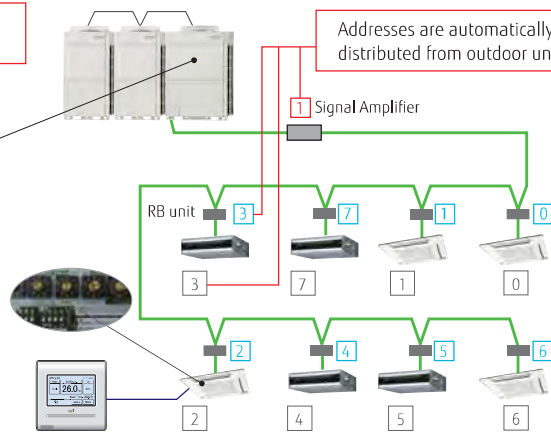 Addresses are automatically
distributed from outdoor un
1 Signal Amplifier
RB unit 3 7 1 0
3 7 1 0
2 4 5 6
26.0
2 4 5 6